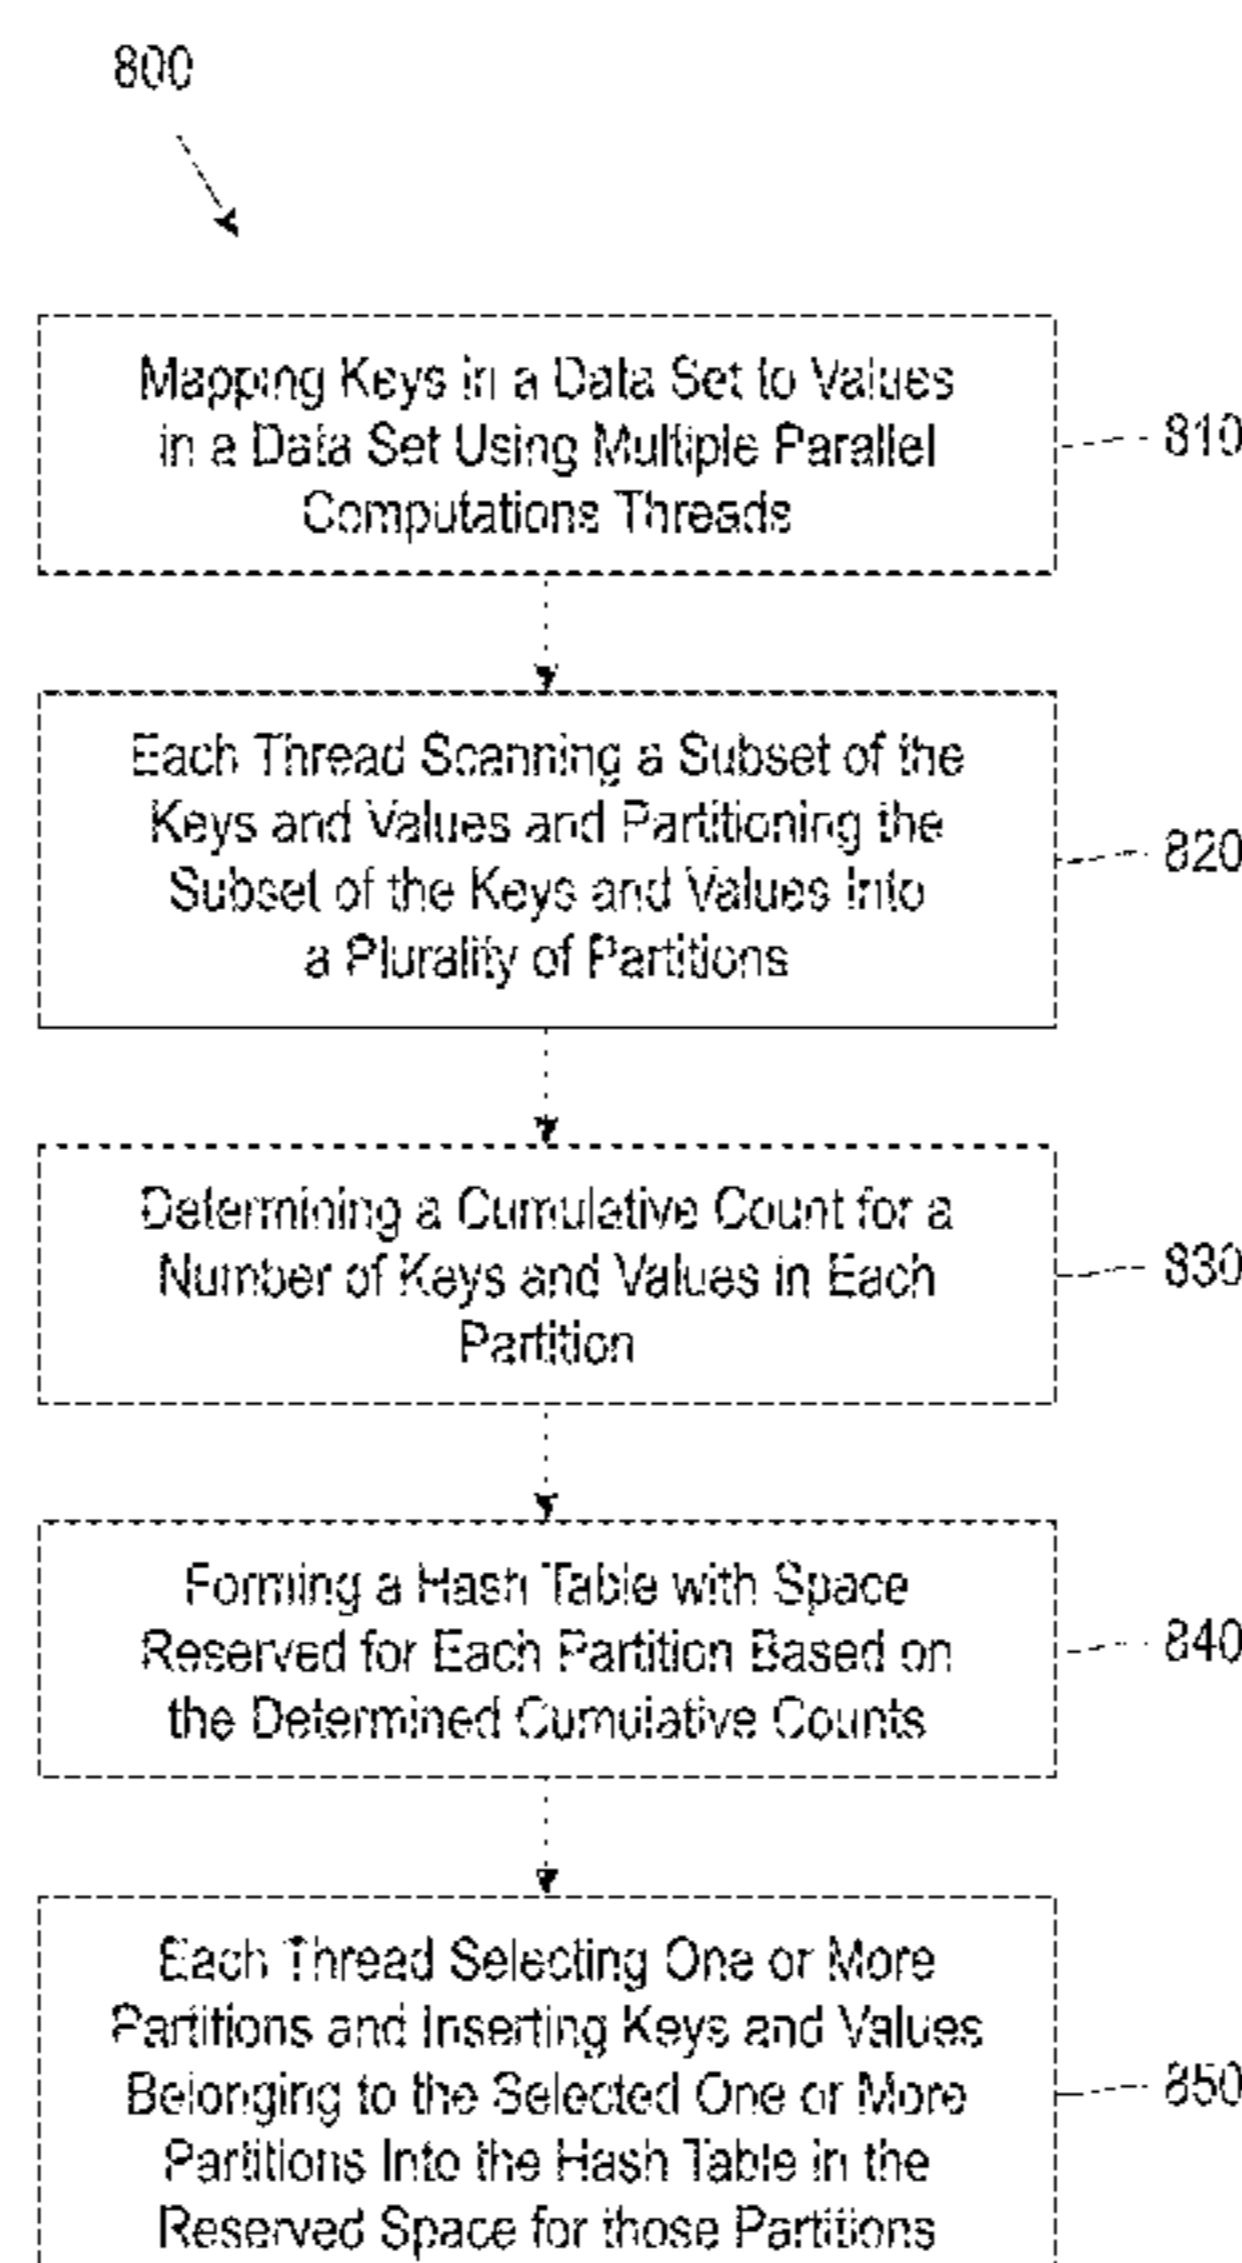 800
Mapping Keys in a Data Set to Values
in a Data Set Using Multiple Parallel
Computations Threads
810
Each Thread Scanning a Subset of the
Keys and Values and Partitioning the
Subset of the Keys and Values Into
a Plurality of Partitions
820
Determining a Cumulative Count for a
Number of Keys and Values in Each
Partition
830
Forming a Hash Table with Space
Reserved for Each Partition Based on
the Determined Cumulative Counts
840
Each Thread Selecting One or More
Partitions and Inserting Keys and Values
Belonging to the Selected One or More
Partitions Into the Hash Table in the
Reserved Space for those Partitions
850